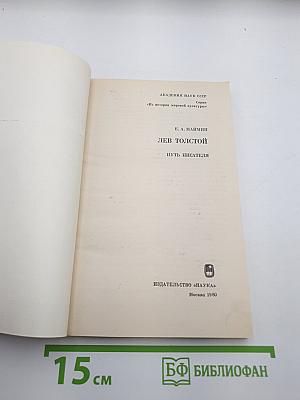 АКАДЕМИЯ НАУК СССР
Серия
«Из истории мировой культуры»
Е. А. МАЙМИН
ЛЕВ ТОЛСТОЙ
ПУТЬ ПИСАТЕЛЯ
ИЗДАТЕЛЬСТВО «НАУКА»
Москва 1980
15 см
БФ БИБЛИОФАН